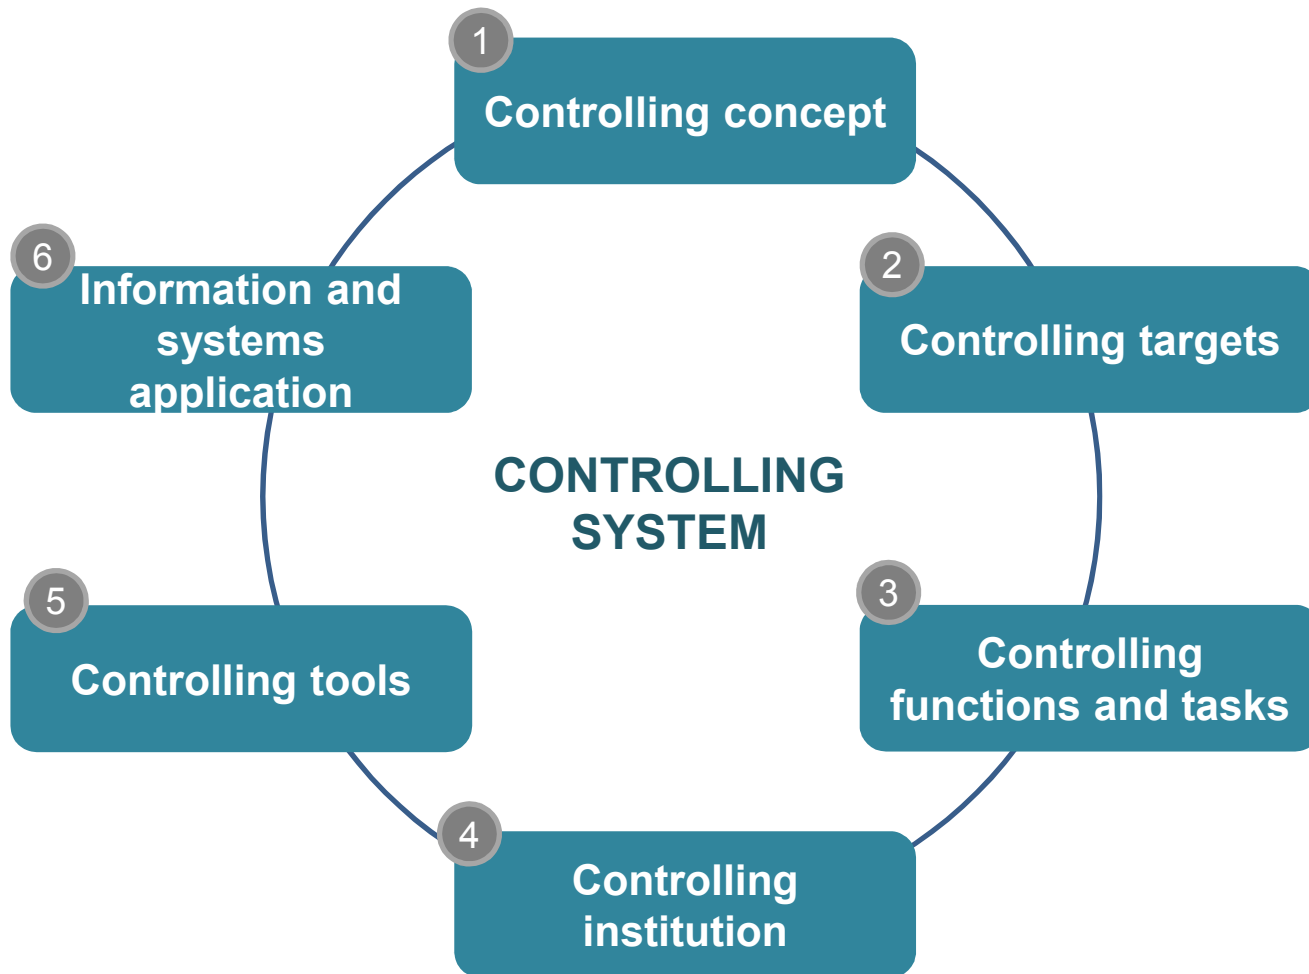 1
Controlling concept
2
Controlling targets
3
Controlling
functions and tasks
4
Controlling
institution
5
Controlling tools
6
Information and
systems
application
CONTROLLING
SYSTEM